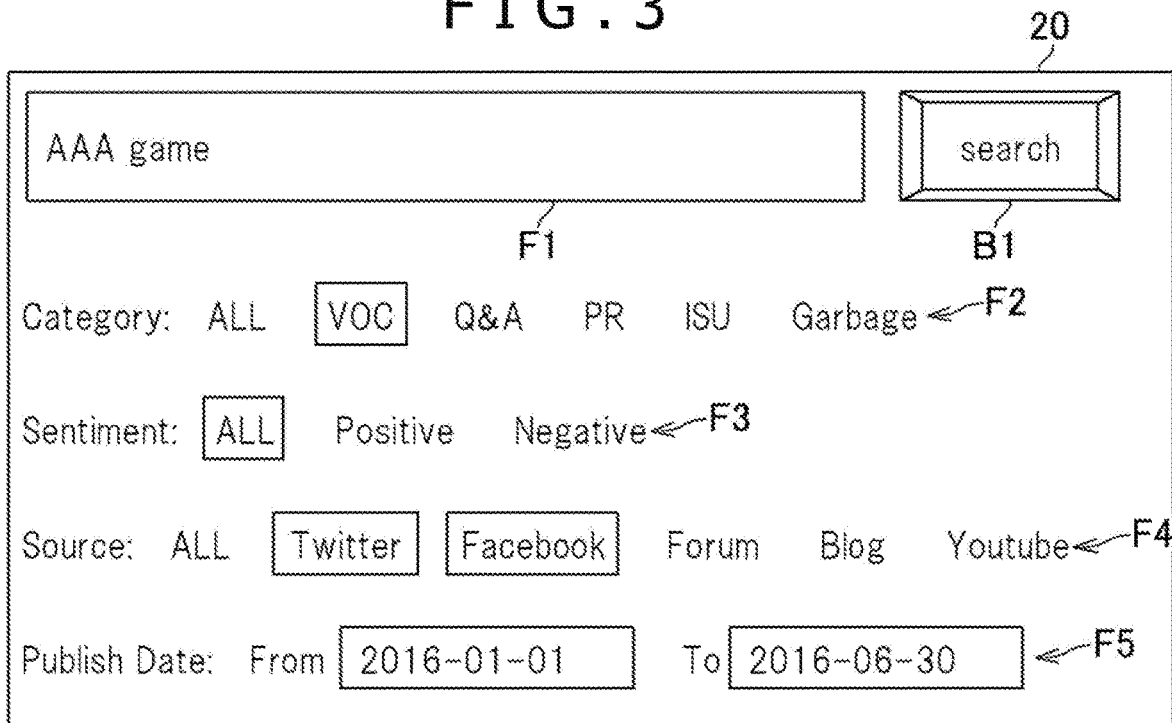 FIG.3
20
AAA game search
F1 B1
Category: ALL VOC Q&A PR ISU Garbage F2
Sentiment: ALL Positive Negative F3
Source: ALL Twitter Facebook Forum Blog Youtube F4
Publish Date: From 2016-01-01 To 2016-06-30 F5